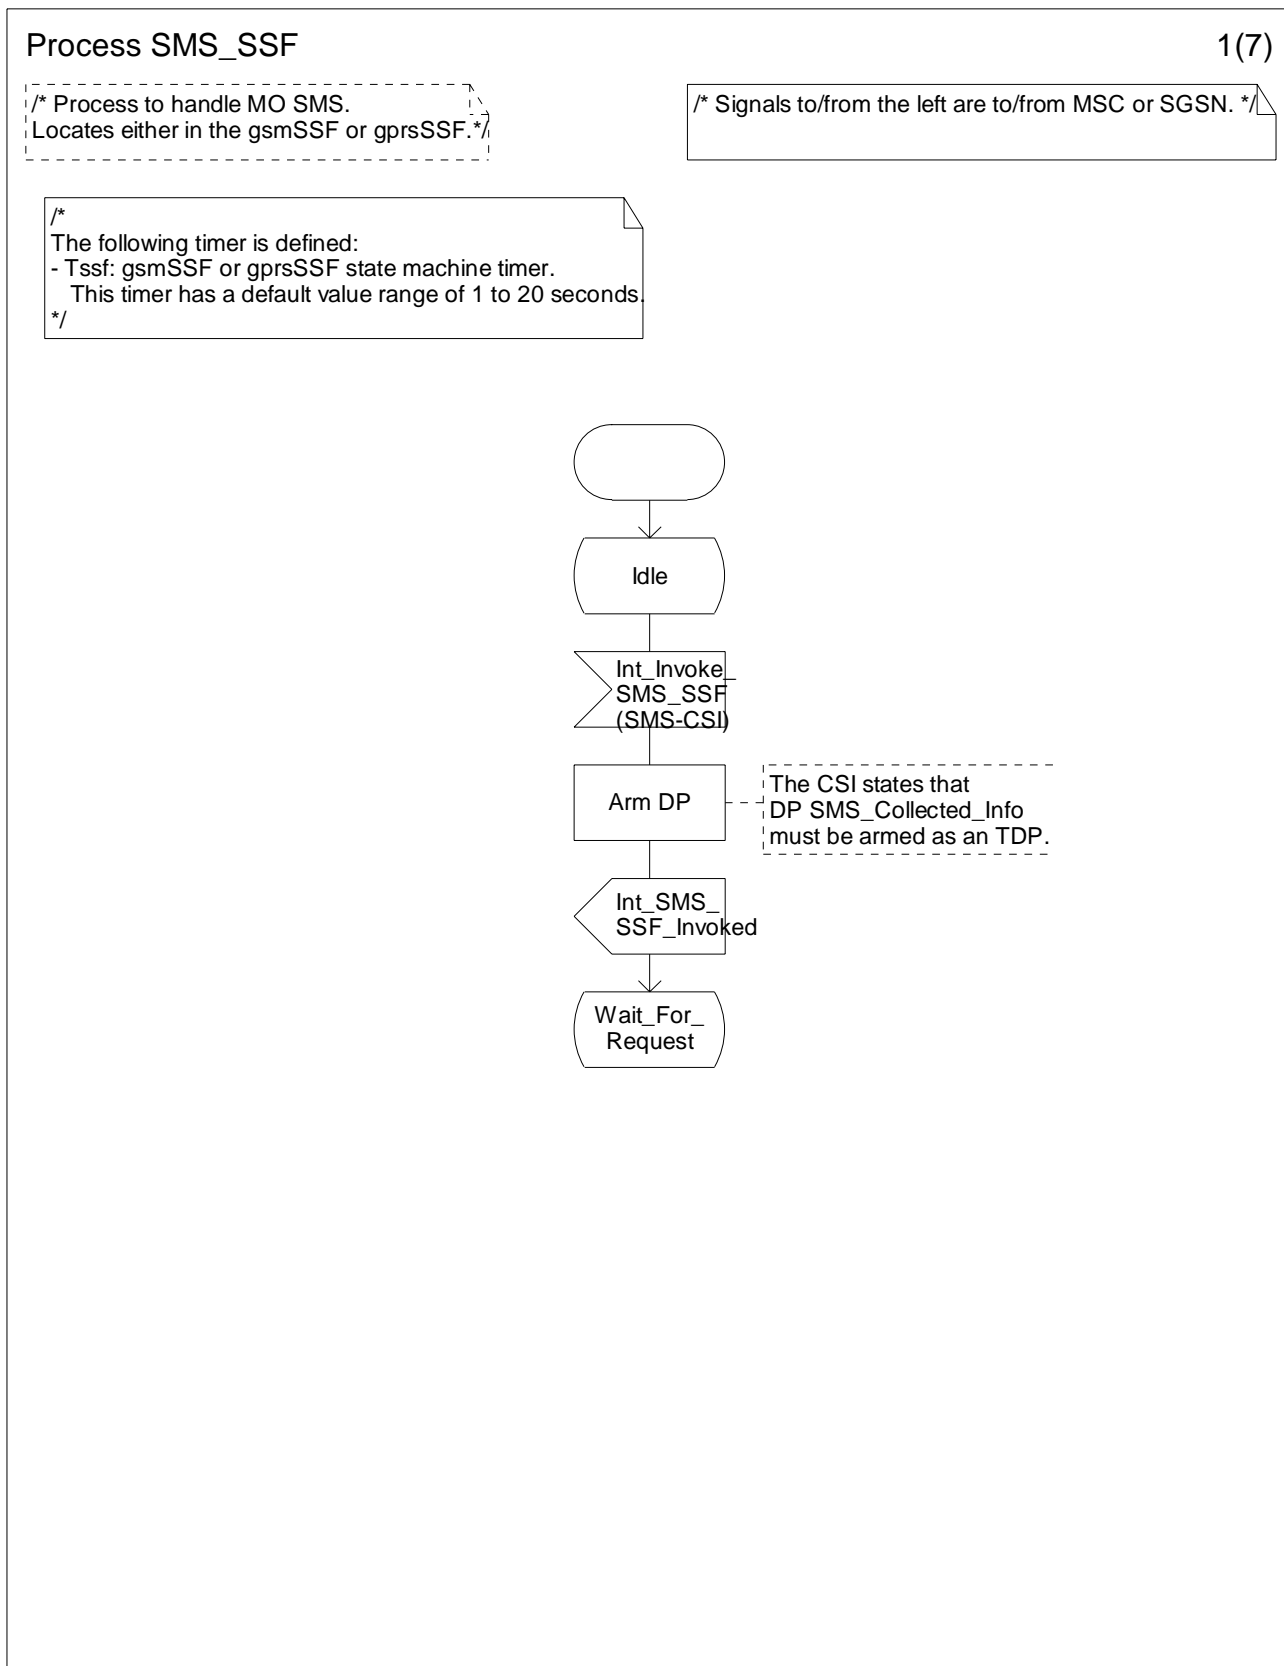 Process SMS_SSF
1(7)
/* Process to handle MO SMS.
Locates either in the gsmSSF or gprsSSF.*/
/* Signals to/from the left are to/from MSC or SGSN. */
/*
The following timer is defined:
- Tssf: gsmSSF or gprsSSF state machine timer.
This timer has a default value range of 1 to 20 seconds.
*/
Idle
Int_Invoke_
SMS_SSF
(SMS-CSI)
Arm DP
The CSI states that
DP SMS_Collected_Info
must be armed as an TDP.
Int_SMS_
SSF_Invoked
Wait_For_
Request